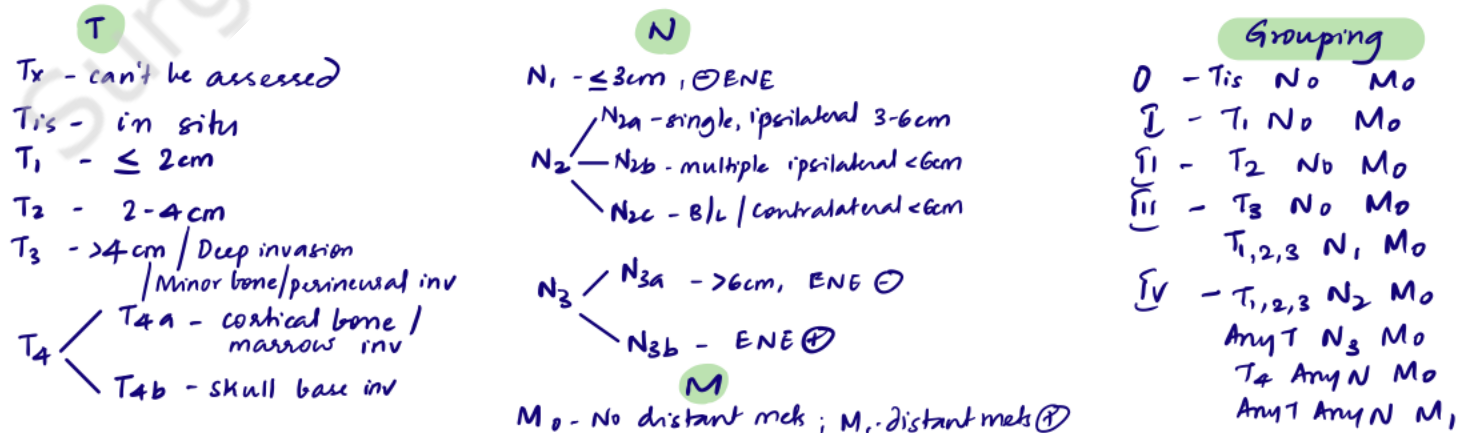 T
Tx - can't be assessed
Tis - in situ
T₁ - ≤ 2cm
T₂ - 2-4cm
T₃ - >4cm / Deep invasion
/ Minor bone/perineural inv
T₄
T₄a - cortical bone /
marrow inv
T₄b - skull base inv
N
N₁ - ≤3cm, ⊖ENE
N₂
N₂a - single, ipsilateral 3-6cm
N₂b - multiple ipsilateral <6cm
N₂c - B/L / contralateral <6cm
N₃
N₃a - >6cm, ENE ⊖
N₃b - ENE⊕
M
M₀ - No distant mets ; M₁ - distant mets ⊕
Grouping
0 - Tis N₀ M₀
I - T₁ N₀ M₀
II - T₂ N₀ M₀
III - T₃ N₀ M₀
T₁,₂,₃ N₁ M₀
IV - T₁,₂,₃ N₂ M₀
Any T N₃ M₀
T₄ Any N M₀
Any T Any N M₁
Surg